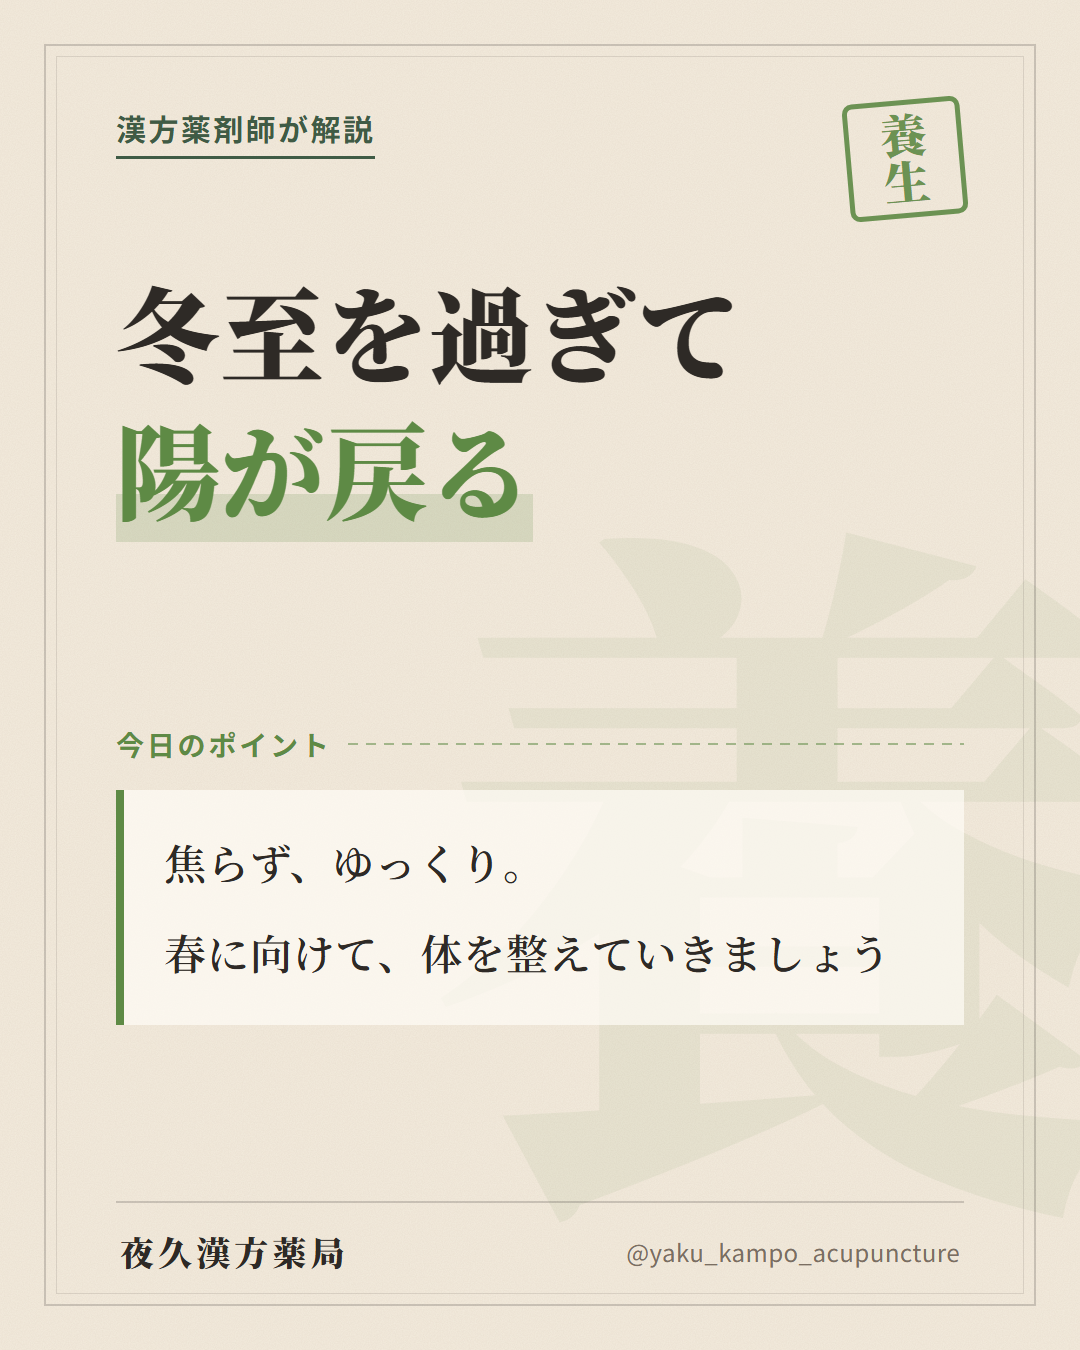 漢方薬剤師が解説
養
生
冬至を過ぎて
陽が戻る
今日のポイント
焦らず、ゆっくり。
春に向けて、体を整えていきましょう
養
夜久漢方薬局
@yaku_kampo_acupuncture